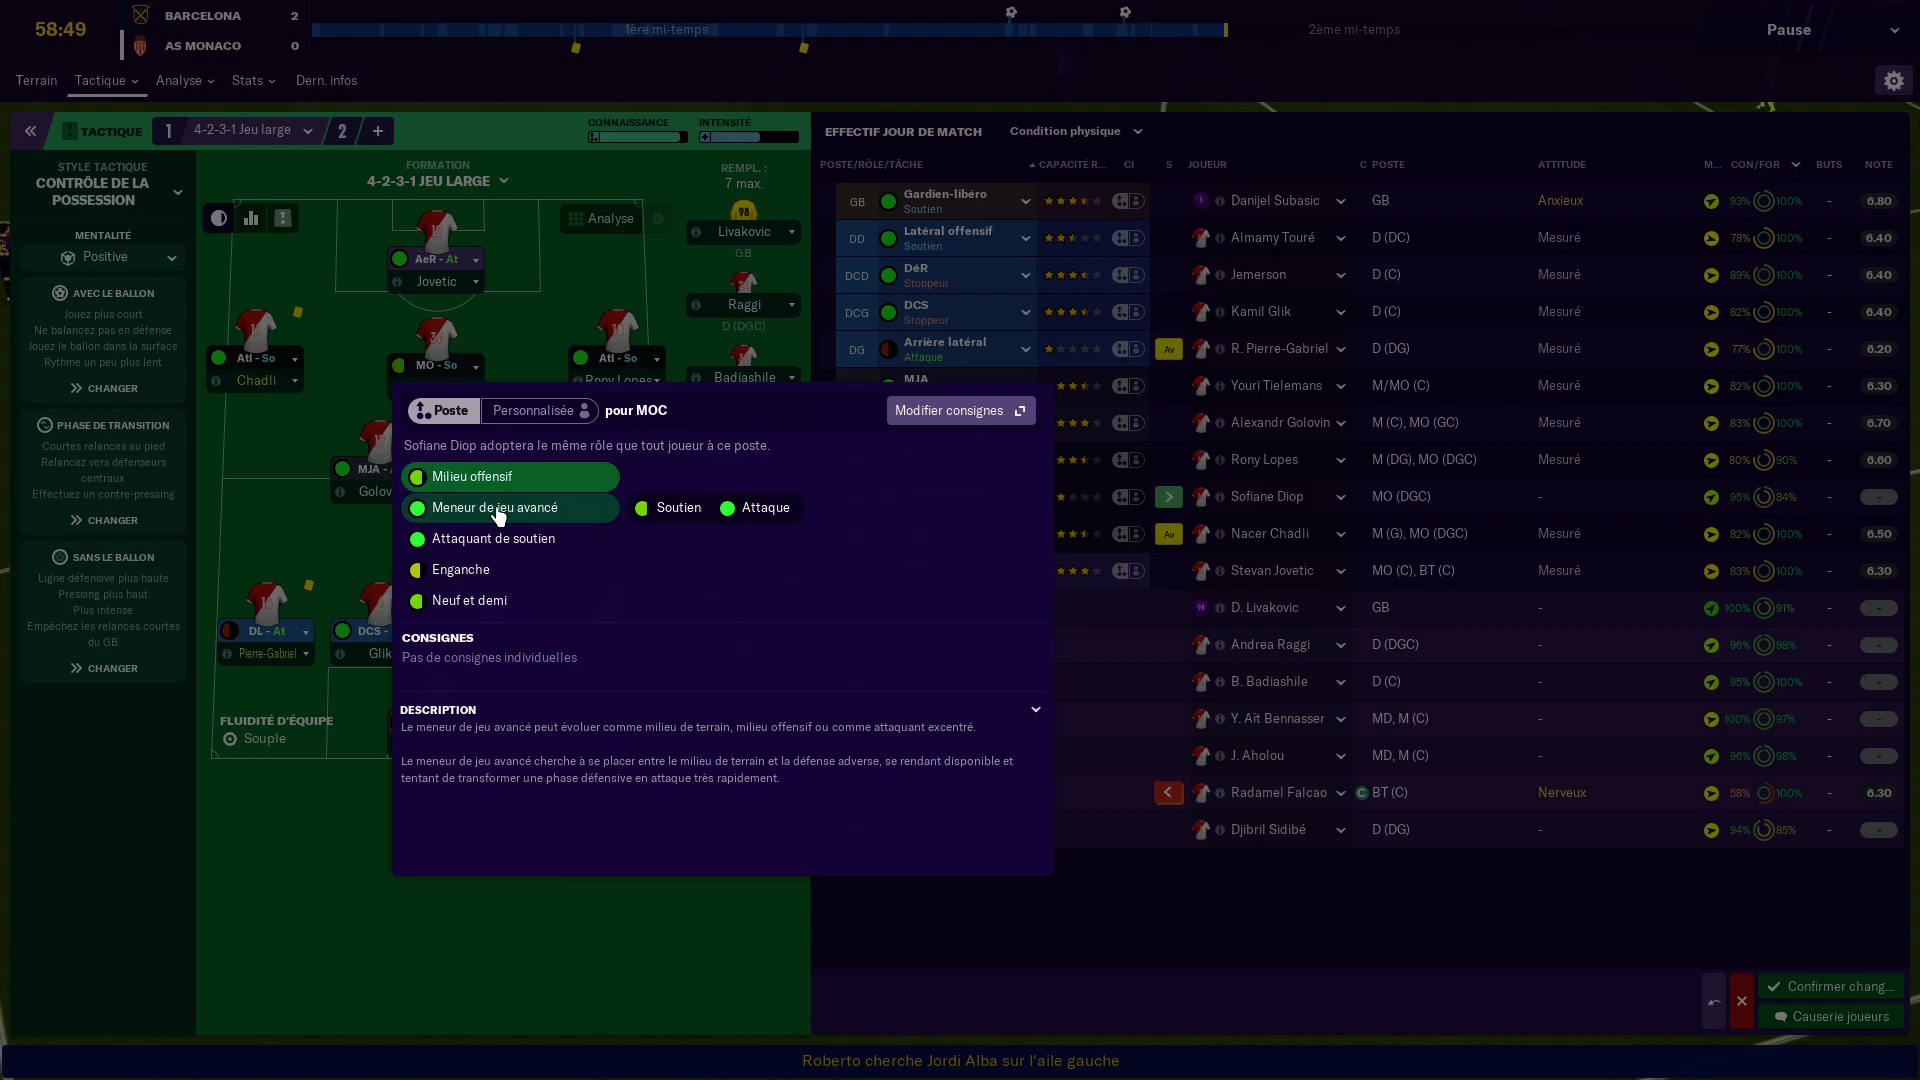 58:49
BARCELONA 2
AS MONACO 0
1ère mi-temps
2ème mi-temps
Pause
Terrain Tactique Analyse Stats Dern. infos
TACTIQUE 1 4-2-3-1 Jeu large 2 +
CONNAISSANCE
INTENSITÉ
STYLE TACTIQUE
CONTRÔLE DE LA
POSSESSION
MENTALITÉ
Positive
AVEC LE BALLON
Jouez plus court
Ne balancez pas en défense
Jouez le ballon dans la surface
Rythme un peu plus lent
CHANGER
PHASE DE TRANSITION
Courtes relances au pied
Relancez vers défenseurs
centraux
Effectuez un contre-pressing
CHANGER
SANS LE BALLON
Ligne défensive plus haute
Pressing plus haut
Plus intense
Empêchez les relances courtes
du GB
CHANGER
FORMATION
4-2-3-1 JEU LARGE
Analyse
AeR - At
Jovetic
Atl - So
Chadli
MO - So
Atl - So
Rony Lopes
MJA -
Golov
DL - At
Pierre-Gabriel
DCS -
Glik
FLUIDITÉ D'ÉQUIPE
Souple
REMPL. :
7 max.
98
Livakovic
GB
Raggi
D (DGC)
Badiashile
Poste Personnalisée pour MOC
Modifier consignes
Sofiane Diop adoptera le même rôle que tout joueur à ce poste.
Milieu offensif
Meneur de jeu avancé
Soutien Attaque
Attaquant de soutien
Enganche
Neuf et demi
CONSIGNES
Pas de consignes individuelles
DESCRIPTION
Le meneur de jeu avancé peut évoluer comme milieu de terrain, milieu offensif ou comme attaquant excentré.
Le meneur de jeu avancé cherche à se placer entre le milieu de terrain et la défense adverse, se rendant disponible et
tentant de transformer une phase défensive en attaque très rapidement.
EFFECTIF JOUR DE MATCH Condition physique
POSTE/RÔLE/TÂCHE CAPACITÉ R... CI S JOUEUR C POSTE ATTITUDE M... CON/FOR BUTS NOTE
GB Gardien-libéro Soutien Danijel Subasic GB Anxieux 93% 100% - 6.80
DD Latéral offensif Soutien Almamy Touré D (DC) Mesuré 78% 100% - 6.40
DCD DéR Stoppeur Jemerson D (C) Mesuré 89% 100% - 6.40
DCG DCS Stoppeur Kamil Glik D (C) Mesuré 82% 100% - 6.40
DG Arrière latéral Attaque Av R. Pierre-Gabriel D (DG) Mesuré 77% 100% - 6.20
MJA Youri Tielemans M/MO (C) Mesuré 82% 100% - 6.30
Alexandr Golovin M (C), MO (GC) Mesuré 83% 100% - 6.70
Rony Lopes M (DG), MO (DGC) Mesuré 80% 90% - 6.60
Sofiane Diop MO (DGC) - 95% 84% - -
Av Nacer Chadli M (G), MO (DGC) Mesuré 82% 100% - 6.50
Stevan Jovetic MO (C), BT (C) Mesuré 83% 100% - 6.30
98 D. Livakovic GB - 100% 91% - -
Andrea Raggi D (DGC) - 96% 98% - -
B. Badiashile D (C) - 95% 100% - -
Y. Aït Bennasser MD, M (C) - 100% 97% - -
J. Aholou MD, M (C) - 96% 98% - -
Radamel Falcao C BT (C) Nerveux 58% 100% - 6.30
Djibril Sidibé D (DG) - 94% 85% - -
Confirmer chang...
Causerie joueurs
Roberto cherche Jordi Alba sur l'aile gauche